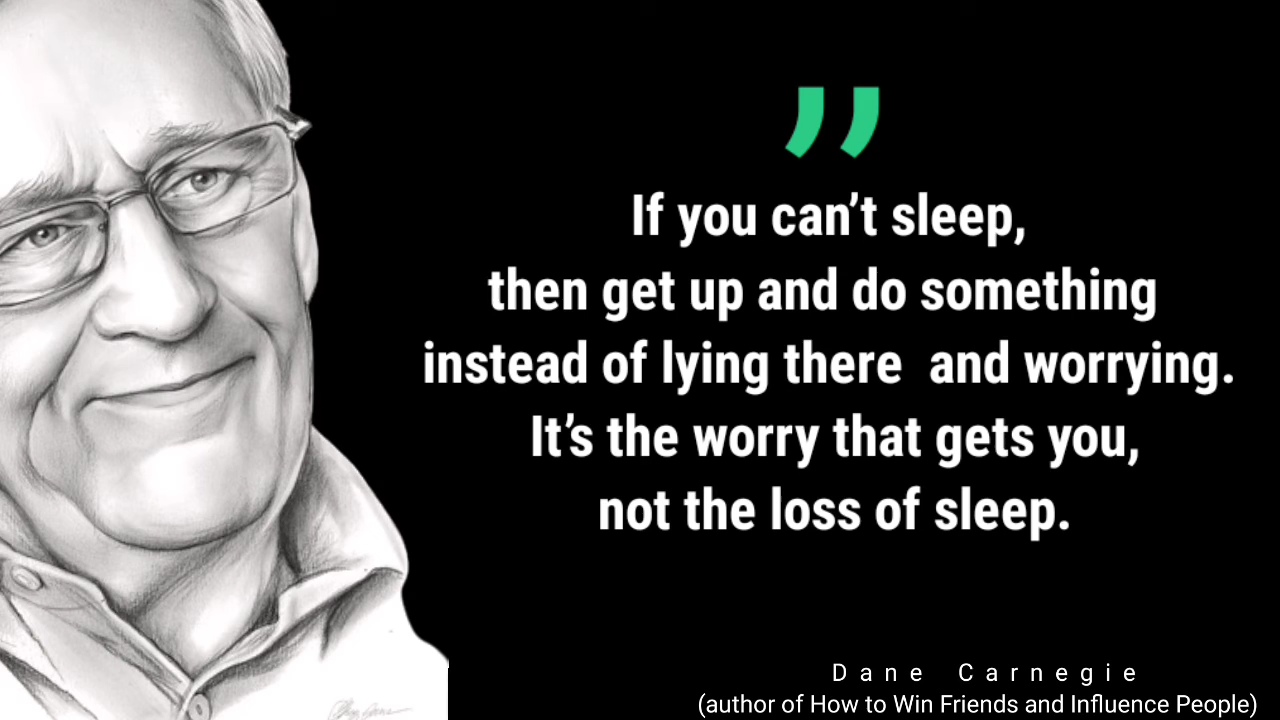 ”
If you can’t sleep,
then get up and do something
instead of lying there  and worrying.
It’s the worry that gets you,
not the loss of sleep.
Dane Carnegie
(author of How to Win Friends and Influence People)